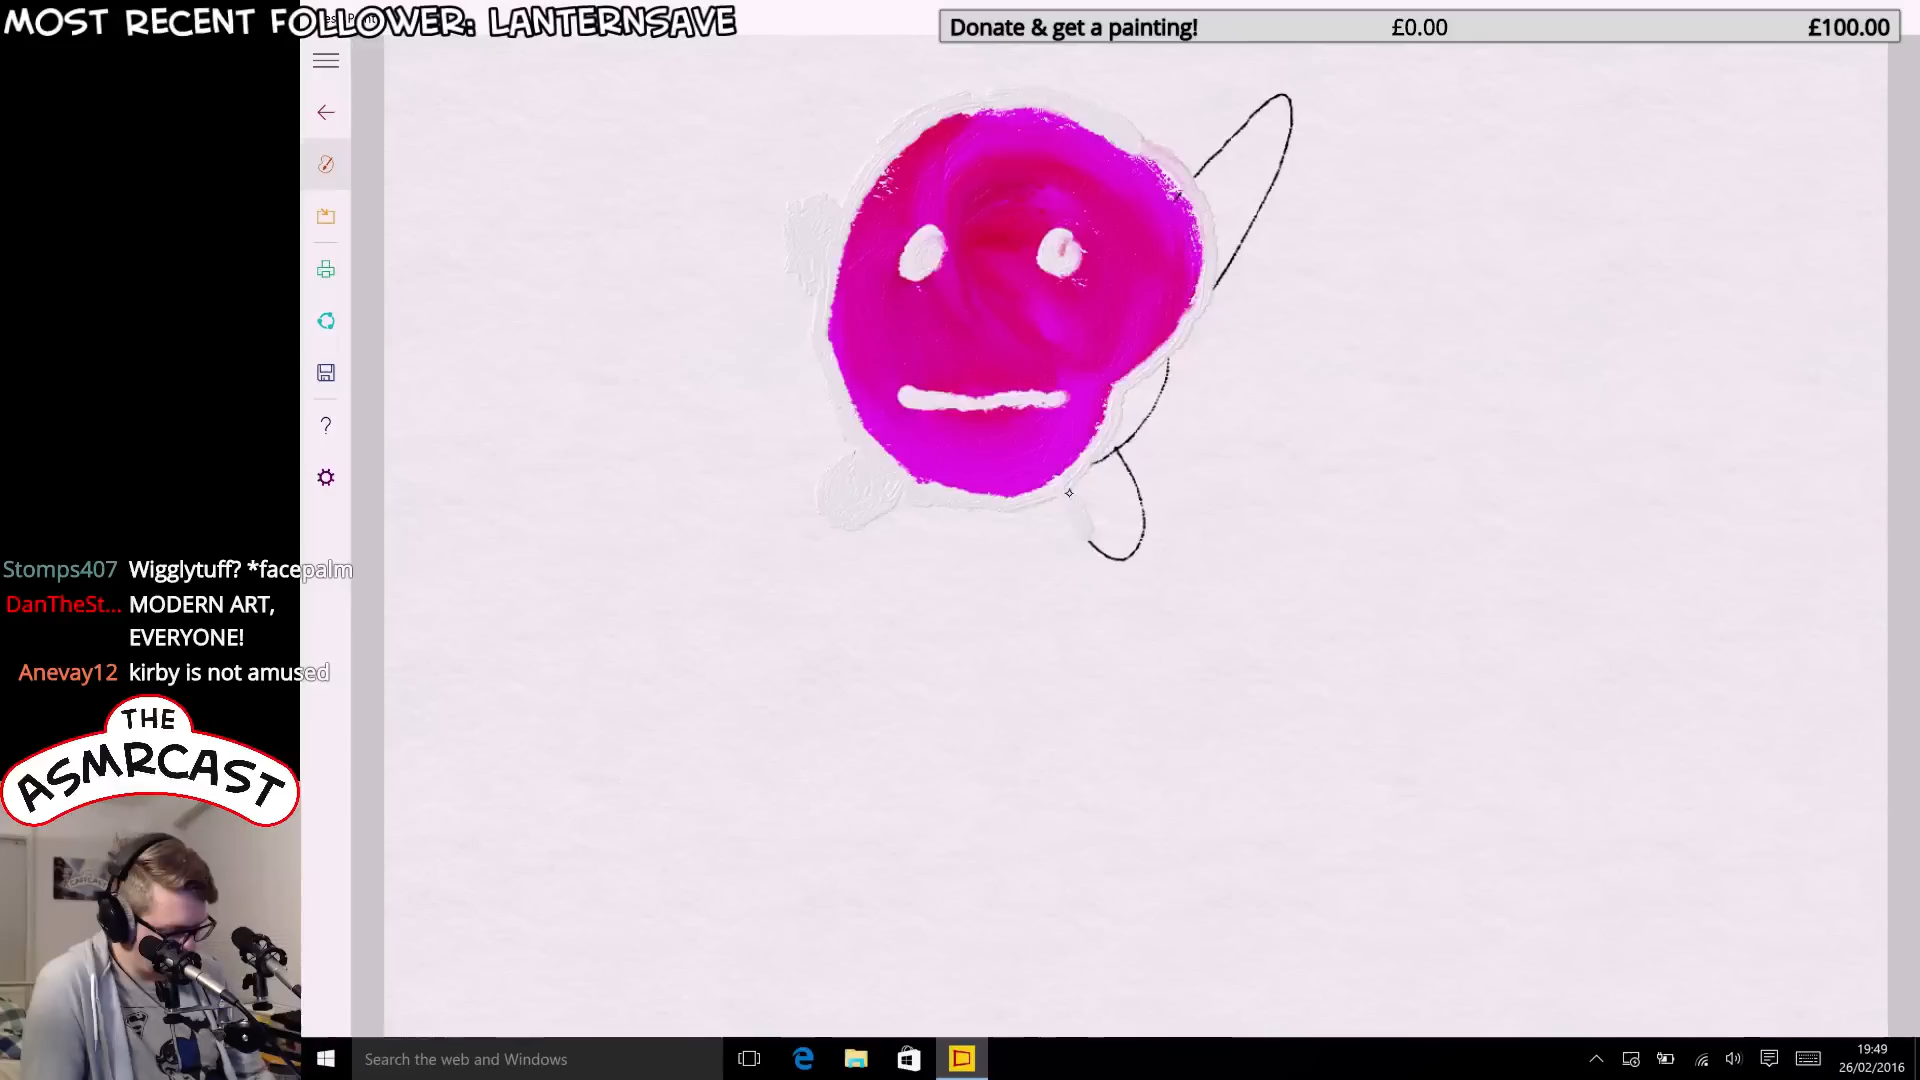 MOST RECENT FOLLOWER: LANTERNSAVE
Donate & get a painting! £0.00 £100.00
Stomps407 Wigglytuff? *facepalm
DanTheSt... MODERN ART,
EVERYONE!
Anevay12 kirby is not amused
THE
ASMRCAST
Search the web and Windows
19:49
26/02/2016